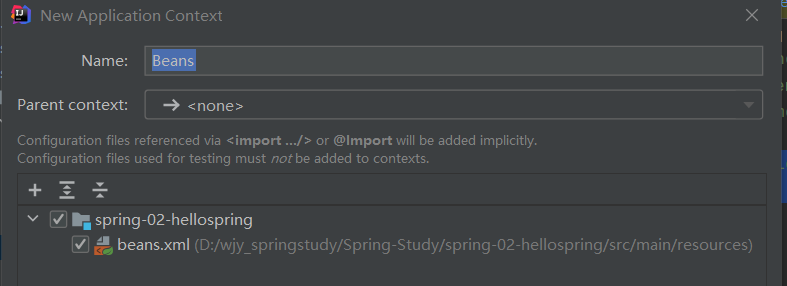 New Application Context
Name: Beans
Parent context: <none>
Configuration files referenced via <import .../> or @Import will be added implicitly.
Configuration files used for testing must not be added to contexts.
spring-02-hellospring
beans.xml (D:/wjy_springstudy/Spring-Study/spring-02-hellospring/src/main/resources)